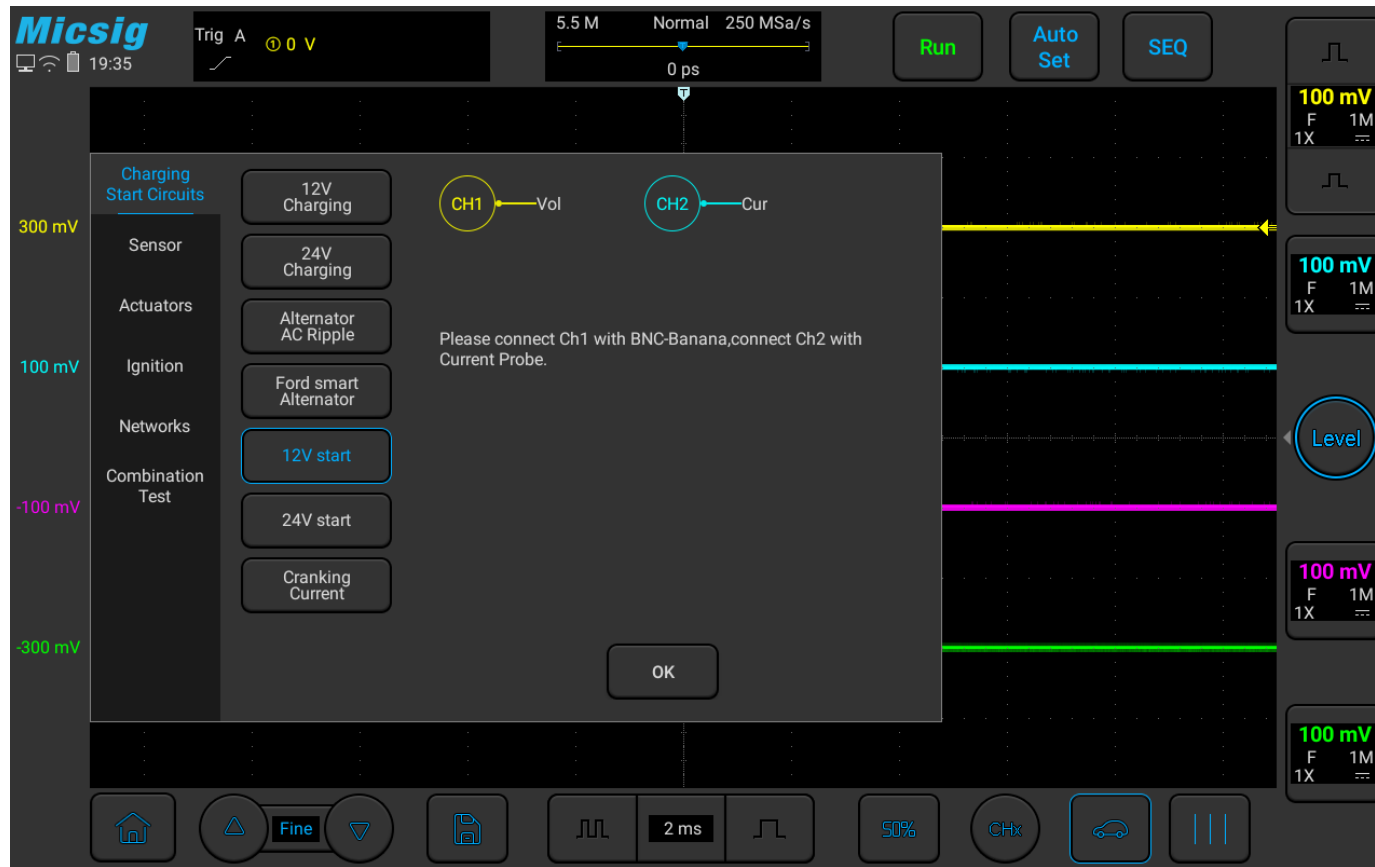 Micsig
19:35
Trig A ① 0 V
5.5 M Normal 250 MSa/s
0 ps
Run
Auto
Set
SEQ
T
100 mV
F 1M
1X
300 mV
100 mV
-100 mV
-300 mV
Charging
Start Circuits
Sensor
Actuators
Ignition
Networks
Combination
Test
12V
Charging
24V
Charging
Alternator
AC Ripple
Ford smart
Alternator
12V start
24V start
Cranking
Current
CH1 Vol
CH2 Cur
Please connect Ch1 with BNC-Banana,connect Ch2 with
Current Probe.
OK
100 mV
F 1M
1X
Level
100 mV
F 1M
1X
100 mV
F 1M
1X
Fine
2 ms
50%
CHx